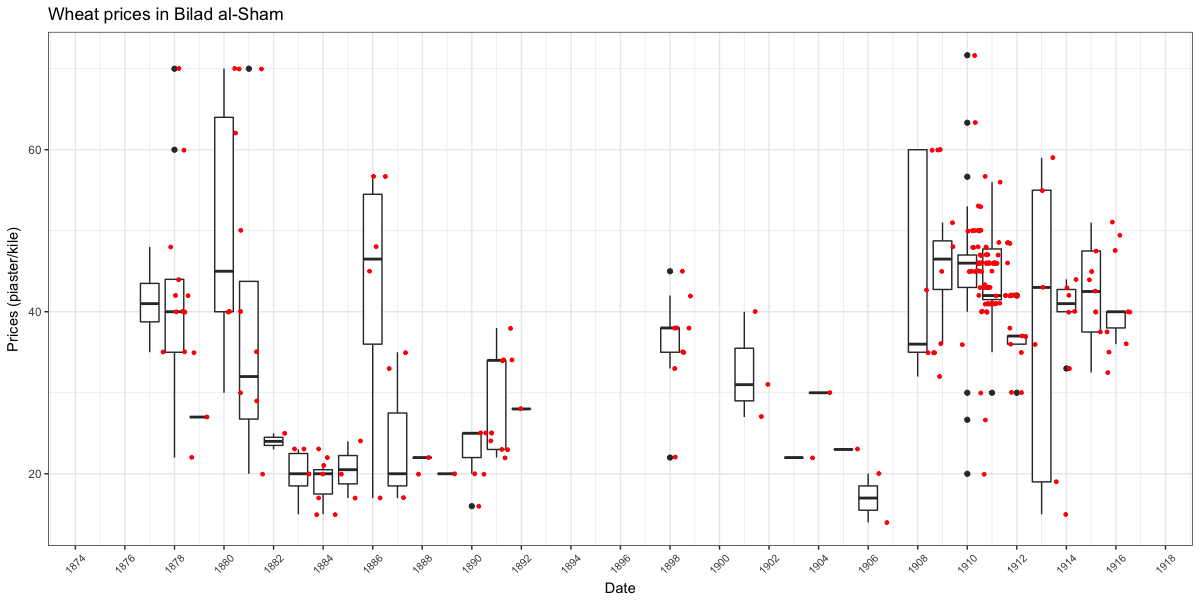 Wheat prices in Bilad al-Sham
Prices (piaster/kile)
60
40
20
1874 1876 1878 1880 1882 1884 1886 1888 1890 1892 1894 1896 1898 1900 1902 1904 1906 1908 1910 1912 1914 1916 1918
Date